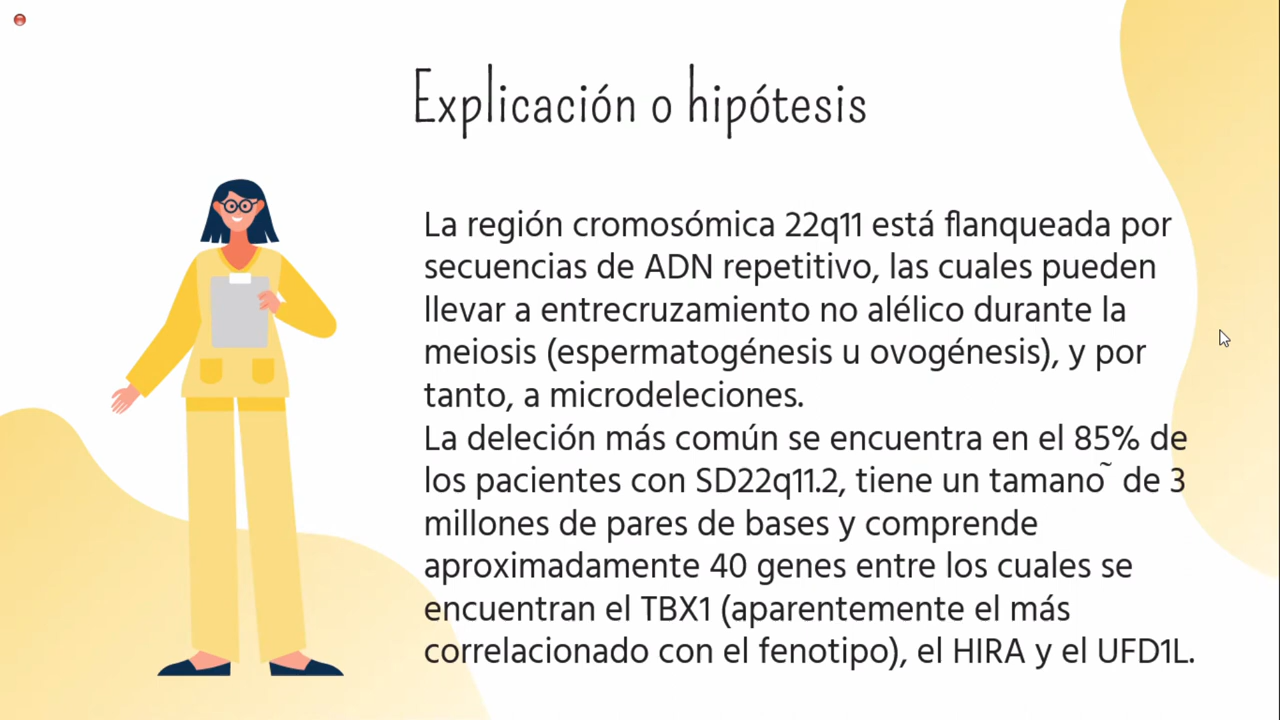 Explicación o hipótesis
La región cromosómica 22q11 está flanqueada por
secuencias de ADN repetitivo, las cuales pueden
llevar a entrecruzamiento no alélico durante la
meiosis (espermatogénesis u ovogénesis), y por
tanto, a microdeleciones.
La deleción más común se encuentra en el 85% de
los pacientes con SD22q11.2, tiene un tamano ̃ de 3
millones de pares de bases y comprende
aproximadamente 40 genes entre los cuales se
encuentran el TBX1 (aparentemente el más
correlacionado con el fenotipo), el HIRA y el UFD1L.